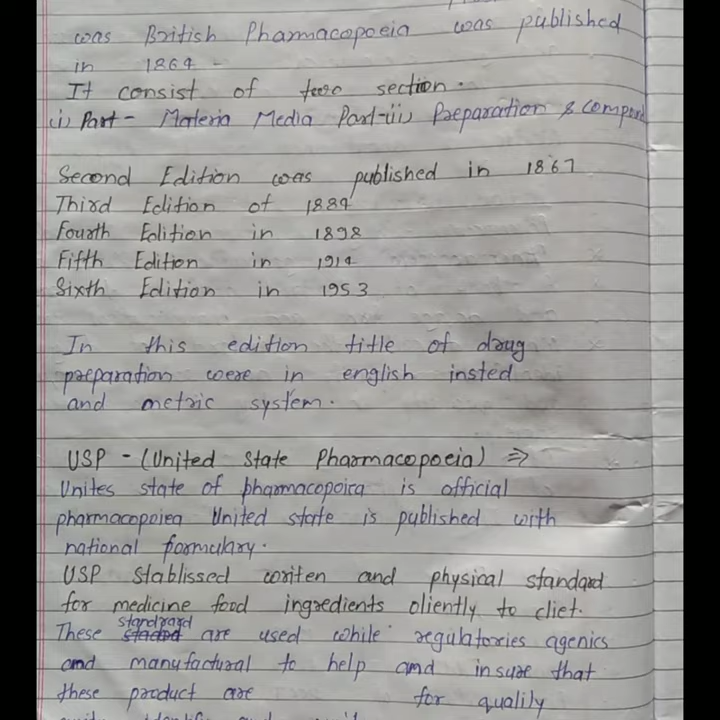 was British Pharmacopoeia was published
in 1864 -
It consist of two section.
(i) Part - Materia Media Part-(ii) Preparation & compoud
Second Edition was published in 1867
Third Edition of 1889
Fourth Edition in 1898
Fifth Edition in 1914
Sixth Edition in 1953
In this edition title of drug
preparation were in english insted
and metric system.
USP - (United State Pharmacopoeia) ⇒
Unites state of pharmacopoiea is official
pharmacopoiea United state is published with
national formulary.
USP stablissed writen and physical standard
for medicine food ingredients oliently to cliet.
These standrard are used while regulatories agenics
and manufactural to help and insure that
these product are for quality